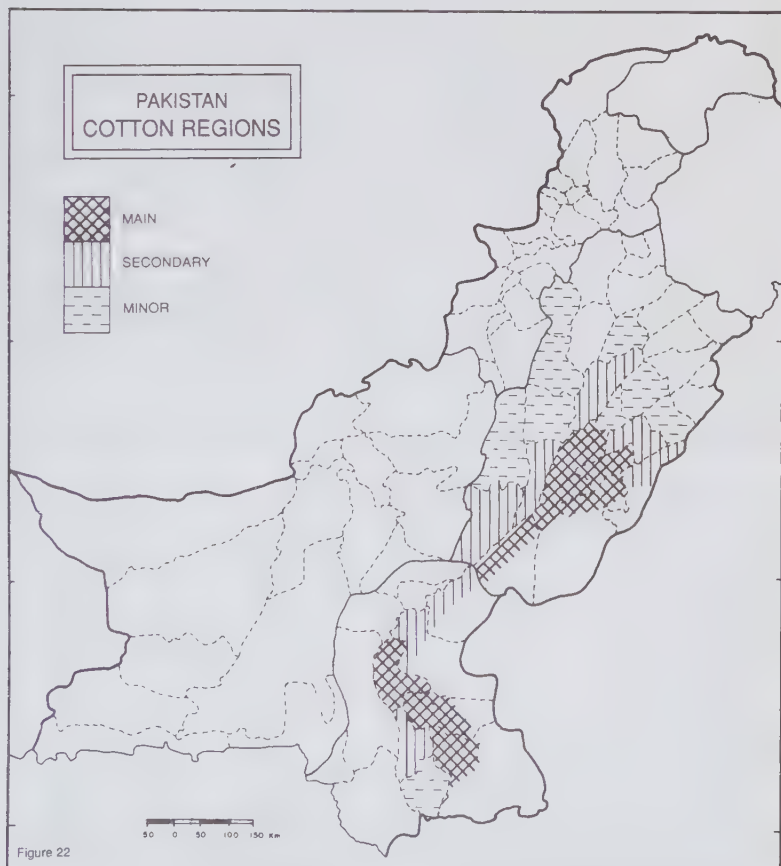 PAKISTAN
COTTON REGIONS
MAIN
SECONDARY
MINOR
50 0 50 100 150 Km
Figure 22